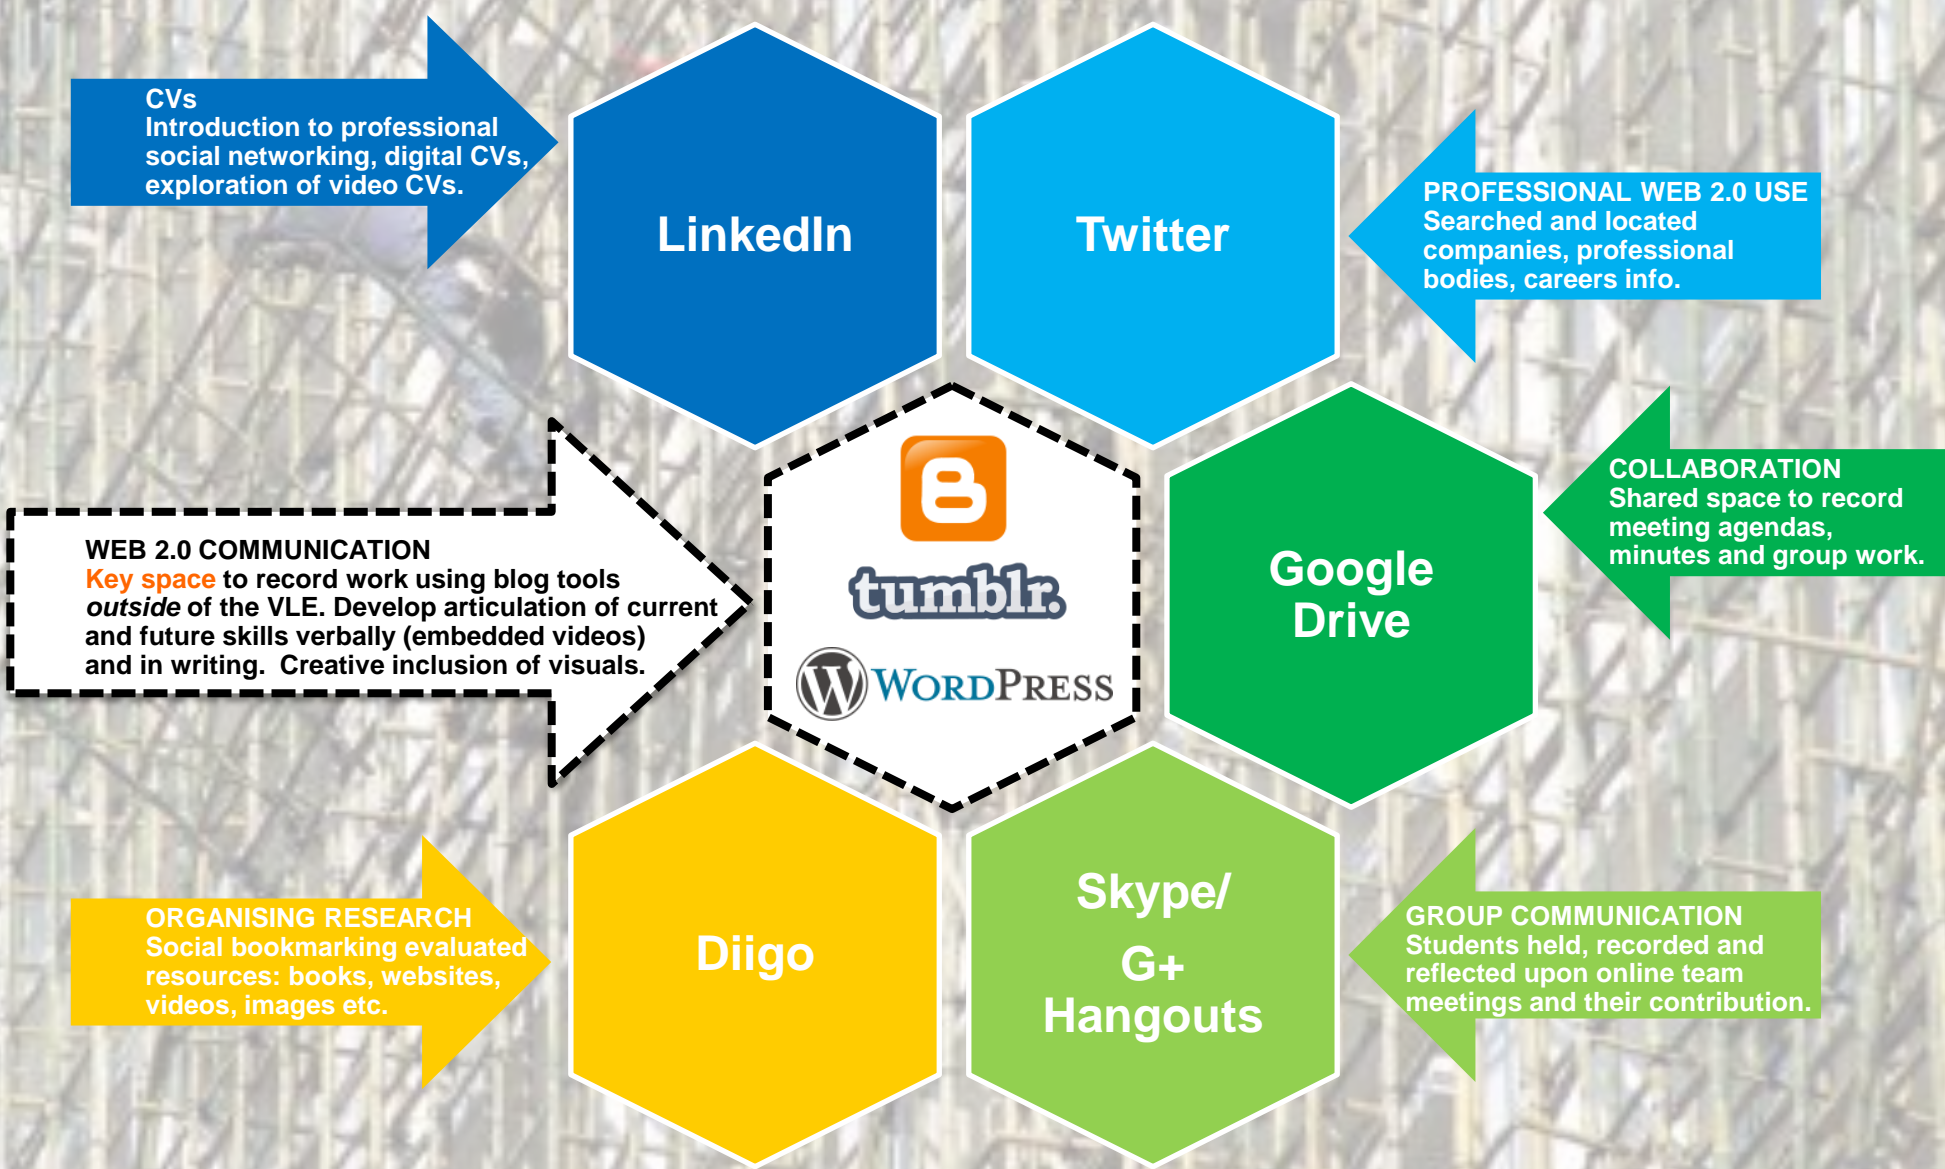 CVs
Introduction to professional
social networking, digital CVs,
exploration of video CVs.
LinkedIn
Twitter
PROFESSIONAL WEB 2.0 USE
Searched and located
companies, professional
bodies, careers info.
WEB 2.0 COMMUNICATION
Key space to record work using blog tools
outside of the VLE. Develop articulation of current
and future skills verbally (embedded videos)
and in writing.  Creative inclusion of visuals.
B
tumblr.
W WORDPRESS
Google
Drive
COLLABORATION
Shared space to record
meeting agendas,
minutes and group work.
ORGANISING RESEARCH
Social bookmarking evaluated
resources: books, websites,
videos, images etc.
Diigo
Skype/
G+
Hangouts
GROUP COMMUNICATION
Students held, recorded and
reflected upon online team
meetings and their contribution.